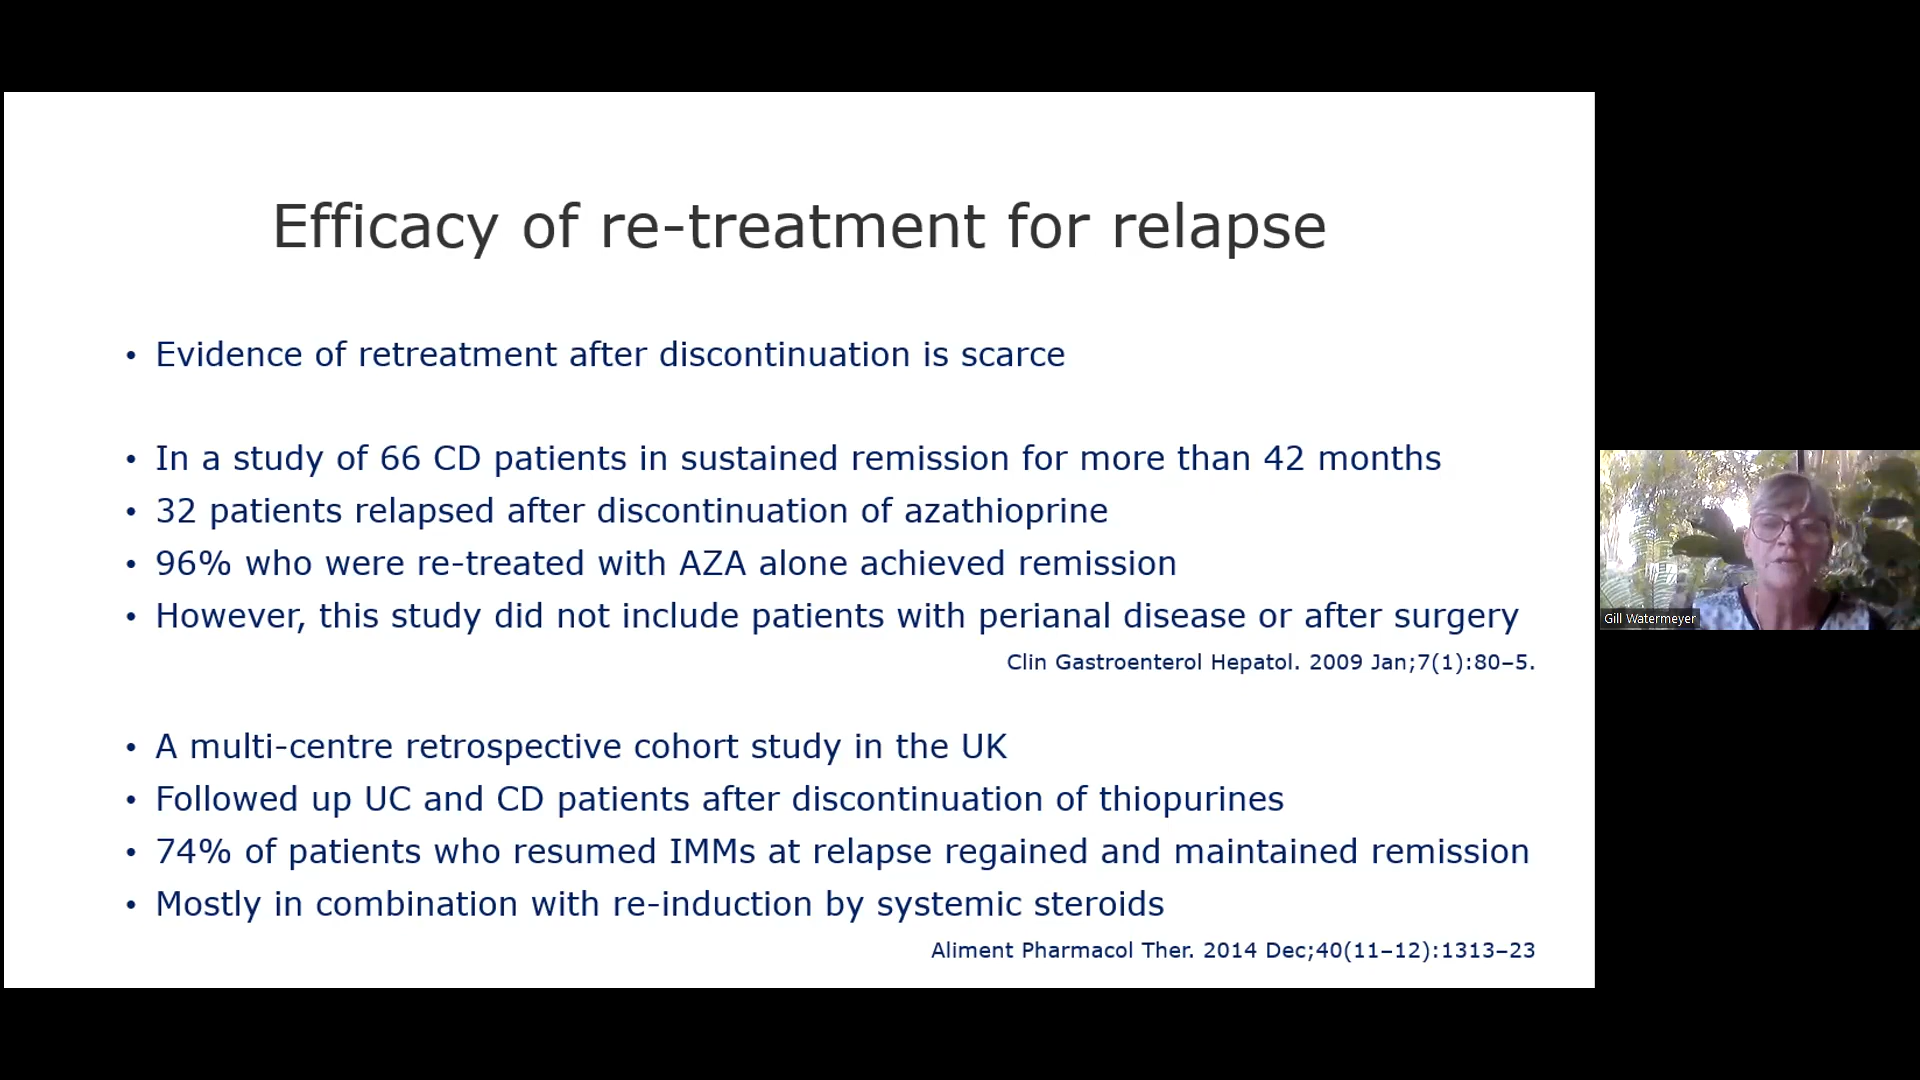 Efficacy of re-treatment for relapse
• Evidence of retreatment after discontinuation is scarce
• In a study of 66 CD patients in sustained remission for more than 42 months
• 32 patients relapsed after discontinuation of azathioprine
• 96% who were re-treated with AZA alone achieved remission
• However, this study did not include patients with perianal disease or after surgery
Clin Gastroenterol Hepatol. 2009 Jan;7(1):80–5.
• A multi-centre retrospective cohort study in the UK
• Followed up UC and CD patients after discontinuation of thiopurines
• 74% of patients who resumed IMMs at relapse regained and maintained remission
• Mostly in combination with re-induction by systemic steroids
Aliment Pharmacol Ther. 2014 Dec;40(11–12):1313–23
Gill Watermeyer